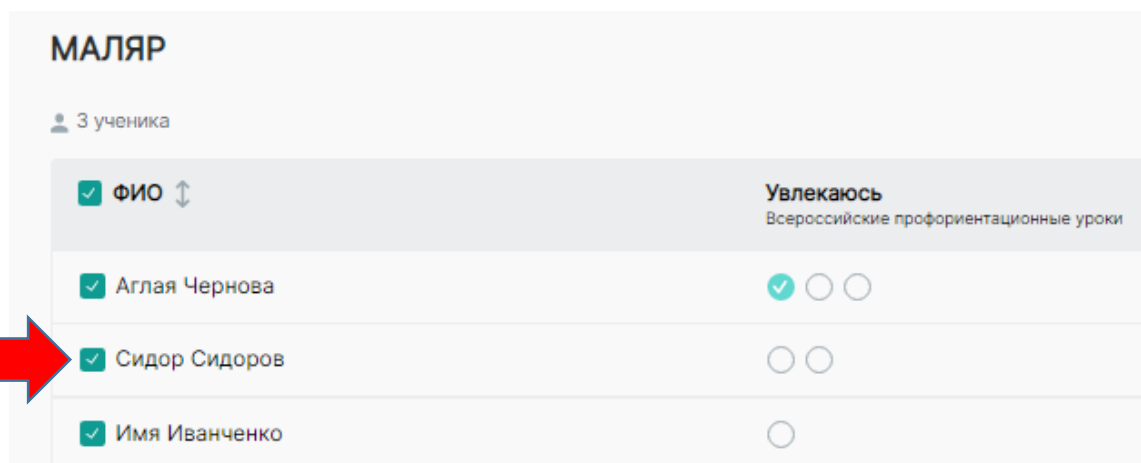 МАЛЯР
3 ученика
ФИО Увлекаюсь
Всероссийские профориентационные уроки
Аглая Чернова
Сидор Сидоров
Имя Иванченко